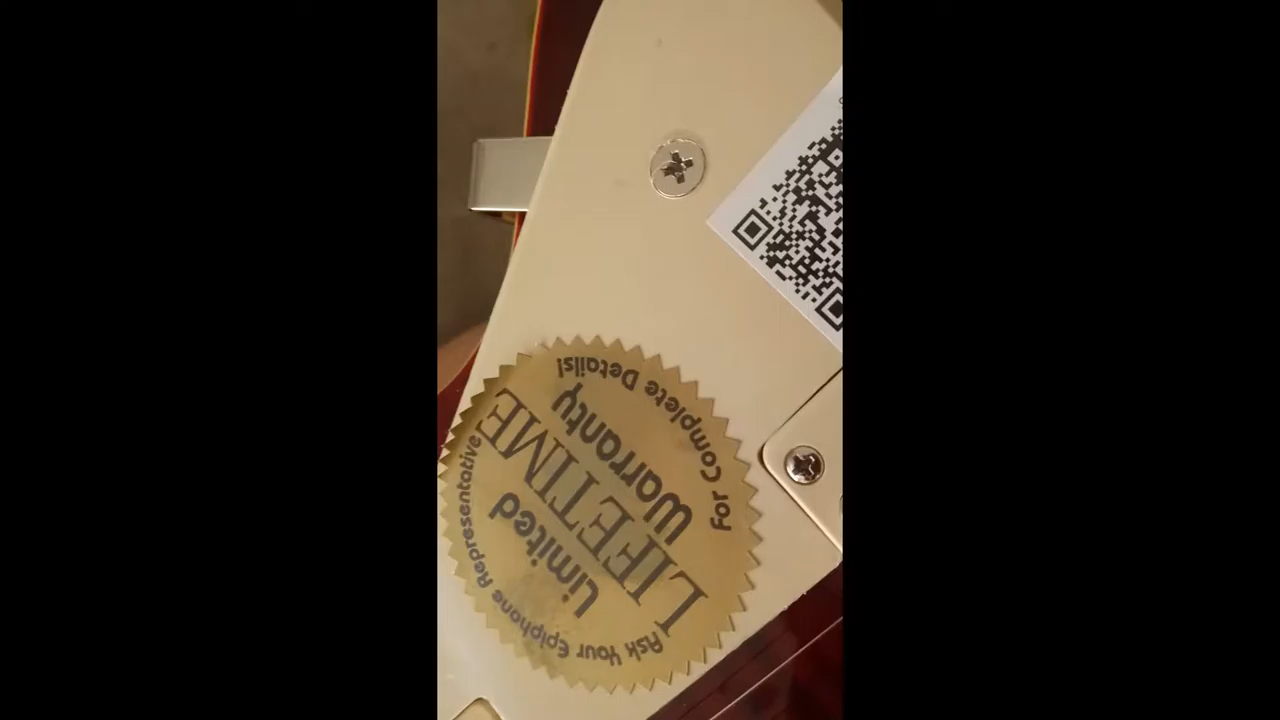 Ask Your Epiphone Representative
Limited
LIFETIME
Warranty
For Complete Details!